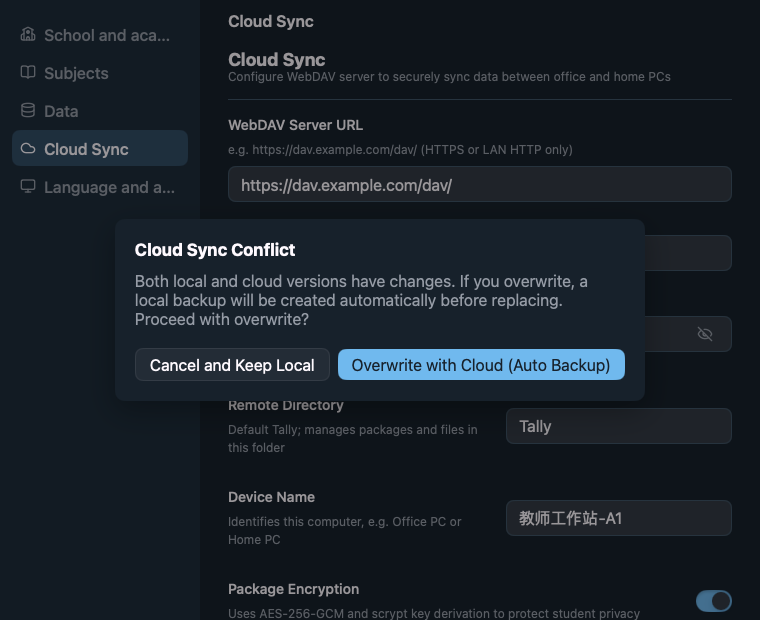 School and aca...
Subjects
Data
Cloud Sync
Language and a...
Cloud Sync
Cloud Sync
Configure WebDAV server to securely sync data between office and home PCs
WebDAV Server URL
e.g. https://dav.example.com/dav/ (HTTPS or LAN HTTP only)
https://dav.example.com/dav/
Cloud Sync Conflict
Both local and cloud versions have changes. If you overwrite, a
local backup will be created automatically before replacing.
Proceed with overwrite?
Cancel and Keep Local
Overwrite with Cloud (Auto Backup)
Remote Directory
Default Tally; manages packages and files in
this folder
Tally
Device Name
Identifies this computer, e.g. Office PC or
Home PC
教师工作站-A1
Package Encryption
Uses AES-256-GCM and scrypt key derivation to protect student privacy